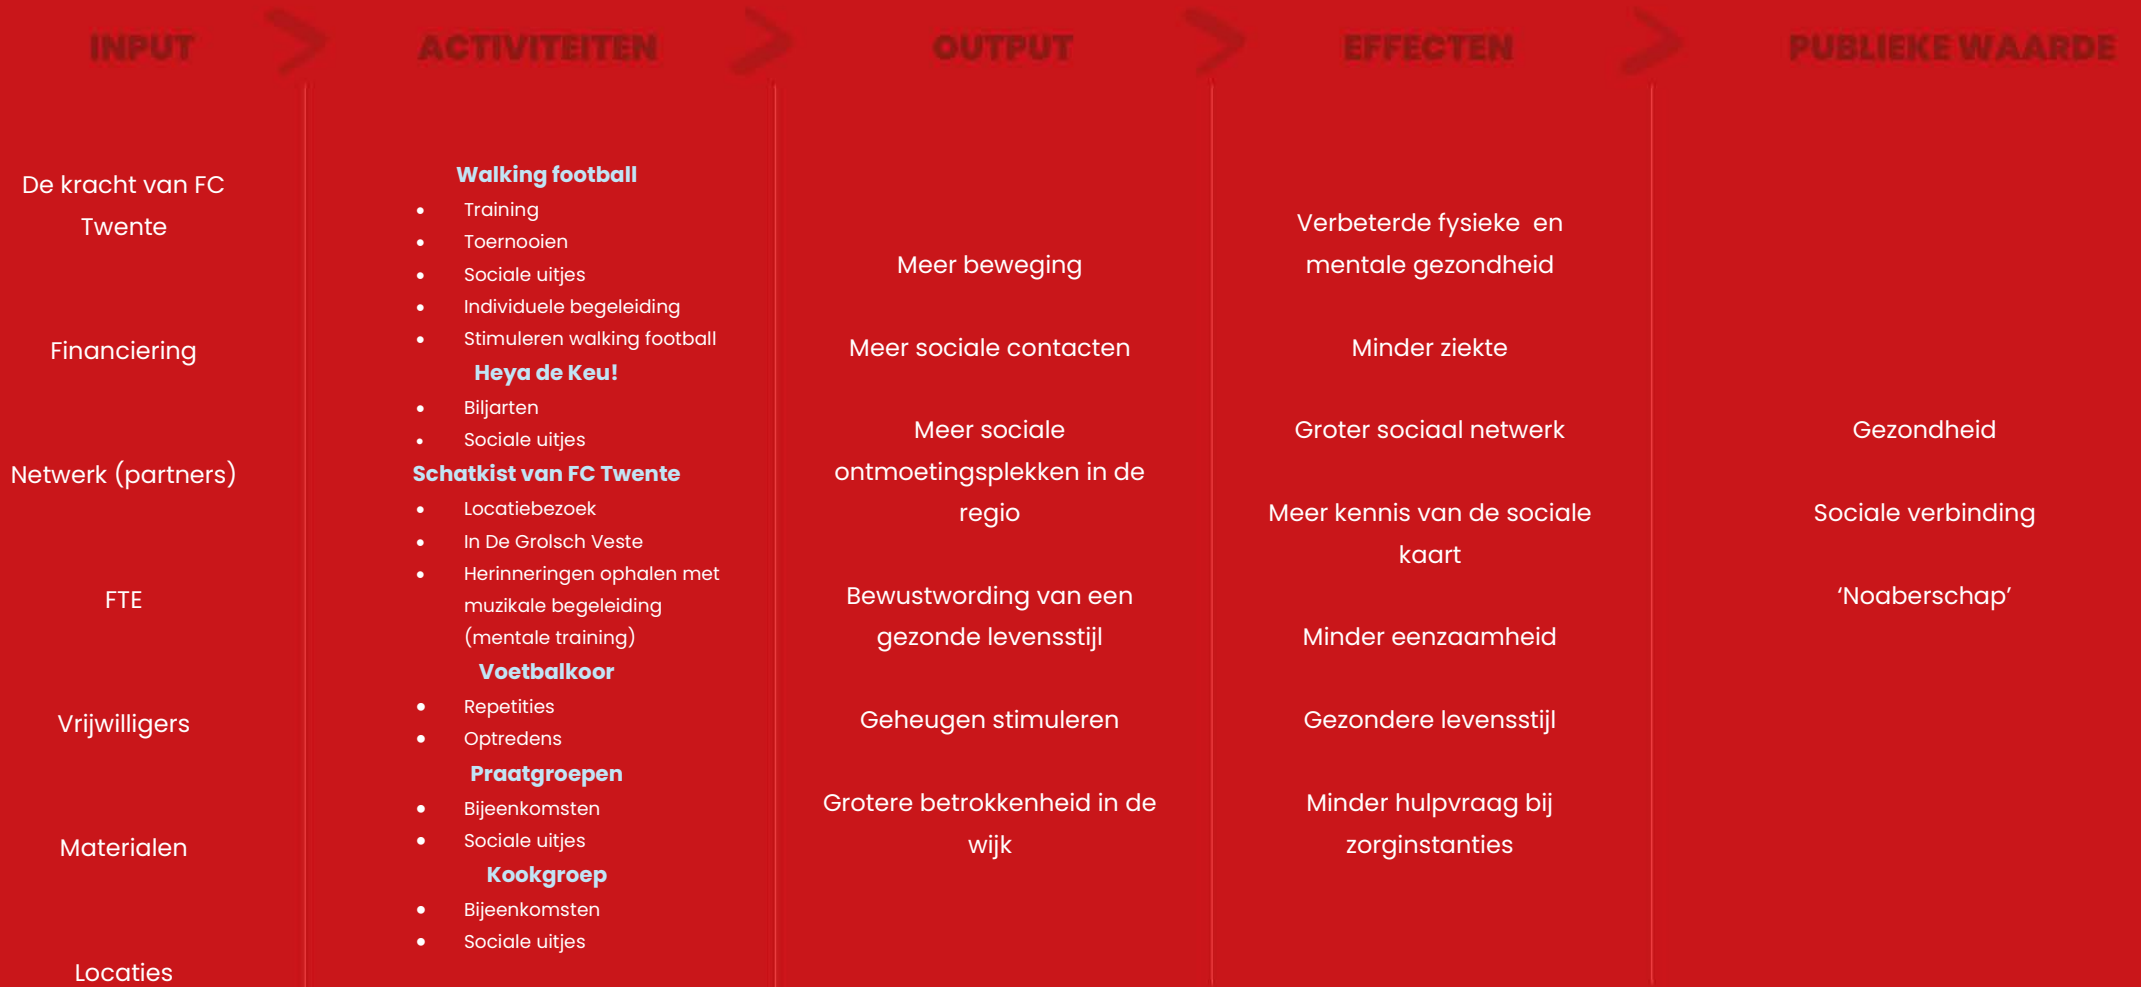 INPUT
ACTIVITEITEN
OUTPUT
EFFECTEN
PUBLIEKE WAARDE
De kracht van FC
Twente
Financiering
Netwerk (partners)
FTE
Vrijwilligers
Materialen
Locaties
Walking football
• Training
• Toernooien
• Sociale uitjes
• Individuele begeleiding
• Stimuleren walking football
Heya de Keu!
• Biljarten
• Sociale uitjes
Schatkist van FC Twente
• Locatiebezoek
• In De Grolsch Veste
• Herinneringen ophalen met
muzikale begeleiding
(mentale training)
Voetbalkoor
• Repetities
• Optredens
Praatgroepen
• Bijeenkomsten
• Sociale uitjes
Kookgroep
• Bijeenkomsten
• Sociale uitjes
Meer beweging
Meer sociale contacten
Meer sociale
ontmoetingsplekken in de
regio
Bewustwording van een
gezonde levensstijl
Geheugen stimuleren
Grotere betrokkenheid in de
wijk
Verbeterde fysieke en
mentale gezondheid
Minder ziekte
Groter sociaal netwerk
Meer kennis van de sociale
kaart
Minder eenzaamheid
Gezondere levensstijl
Minder hulpvraag bij
zorginstanties
Gezondheid
Sociale verbinding
‘Noaberschap’